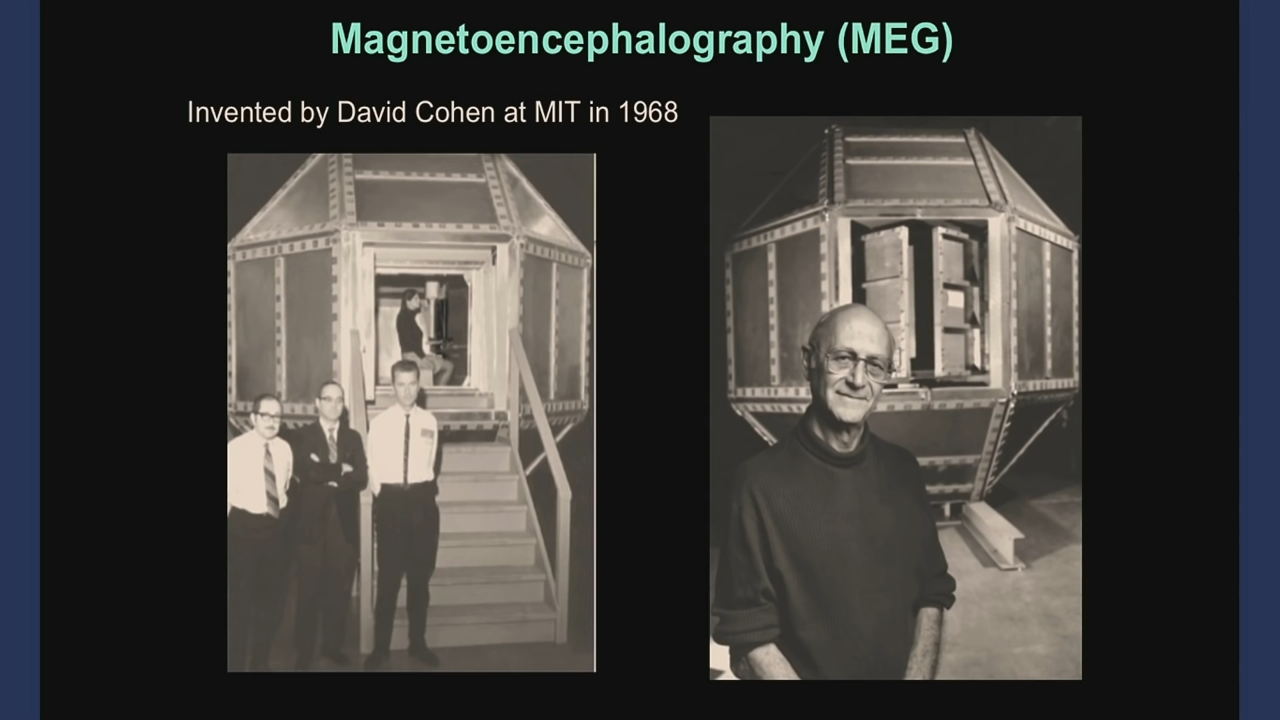 Magnetoencephalography (MEG)
Invented by David Cohen at MIT in 1968